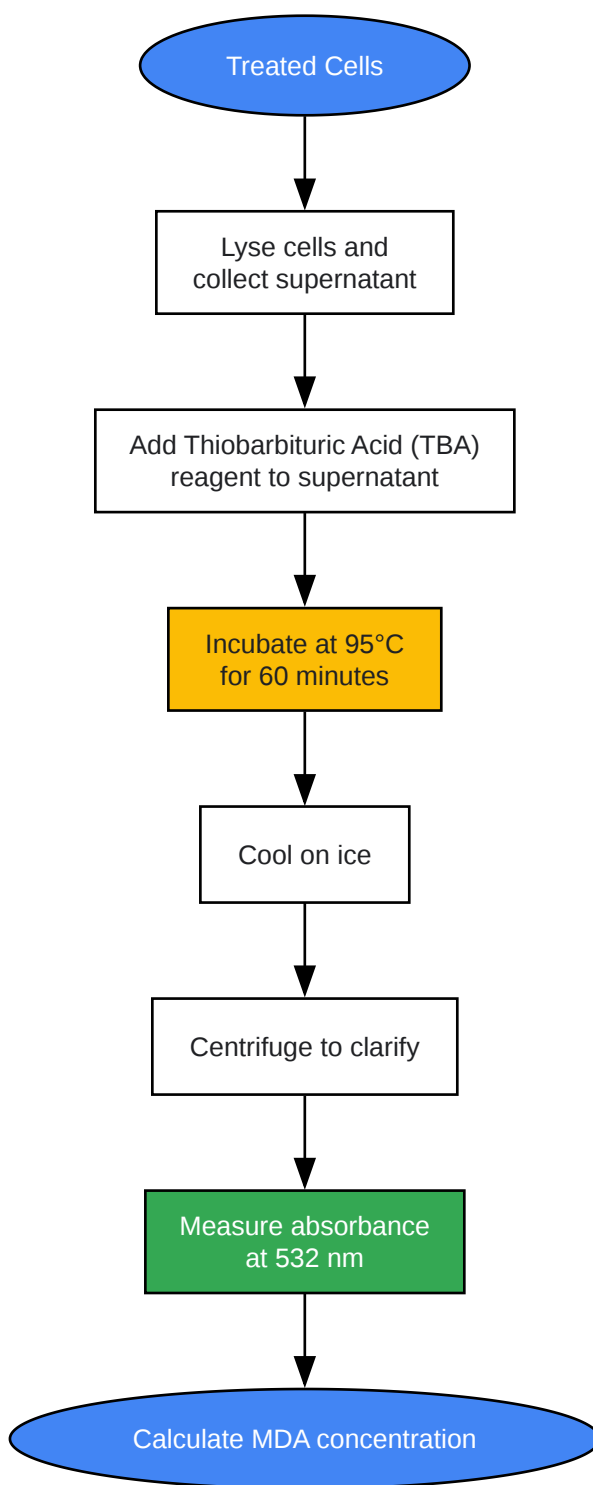 Treated Cells
Lyse cells and
collect supernatant
Add Thiobarbituric Acid (TBA)
reagent to supernatant
Incubate at 95°C
for 60 minutes
Cool on ice
Centrifuge to clarify
Measure absorbance
at 532 nm
Calculate MDA concentration